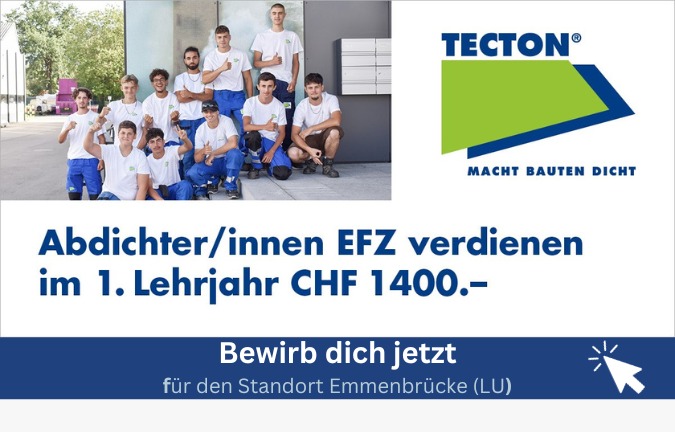 TECTON®
MACHT BAUTEN DICHT
Abdichter/innen EFZ verdienen
im 1. Lehrjahr CHF 1400.–
Bewirb dich jetzt
für den Standort Emmenbrücke (LU)